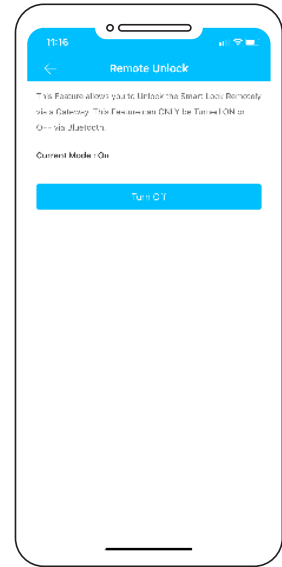 11:16
Remote Unlock
This Feature allows you to Unlock the Smart Lock Remotely
via a Gateway. This Feature can ONLY be Turned ON or
OFF via Bluetooth.
Current Mode : On
Turn Off